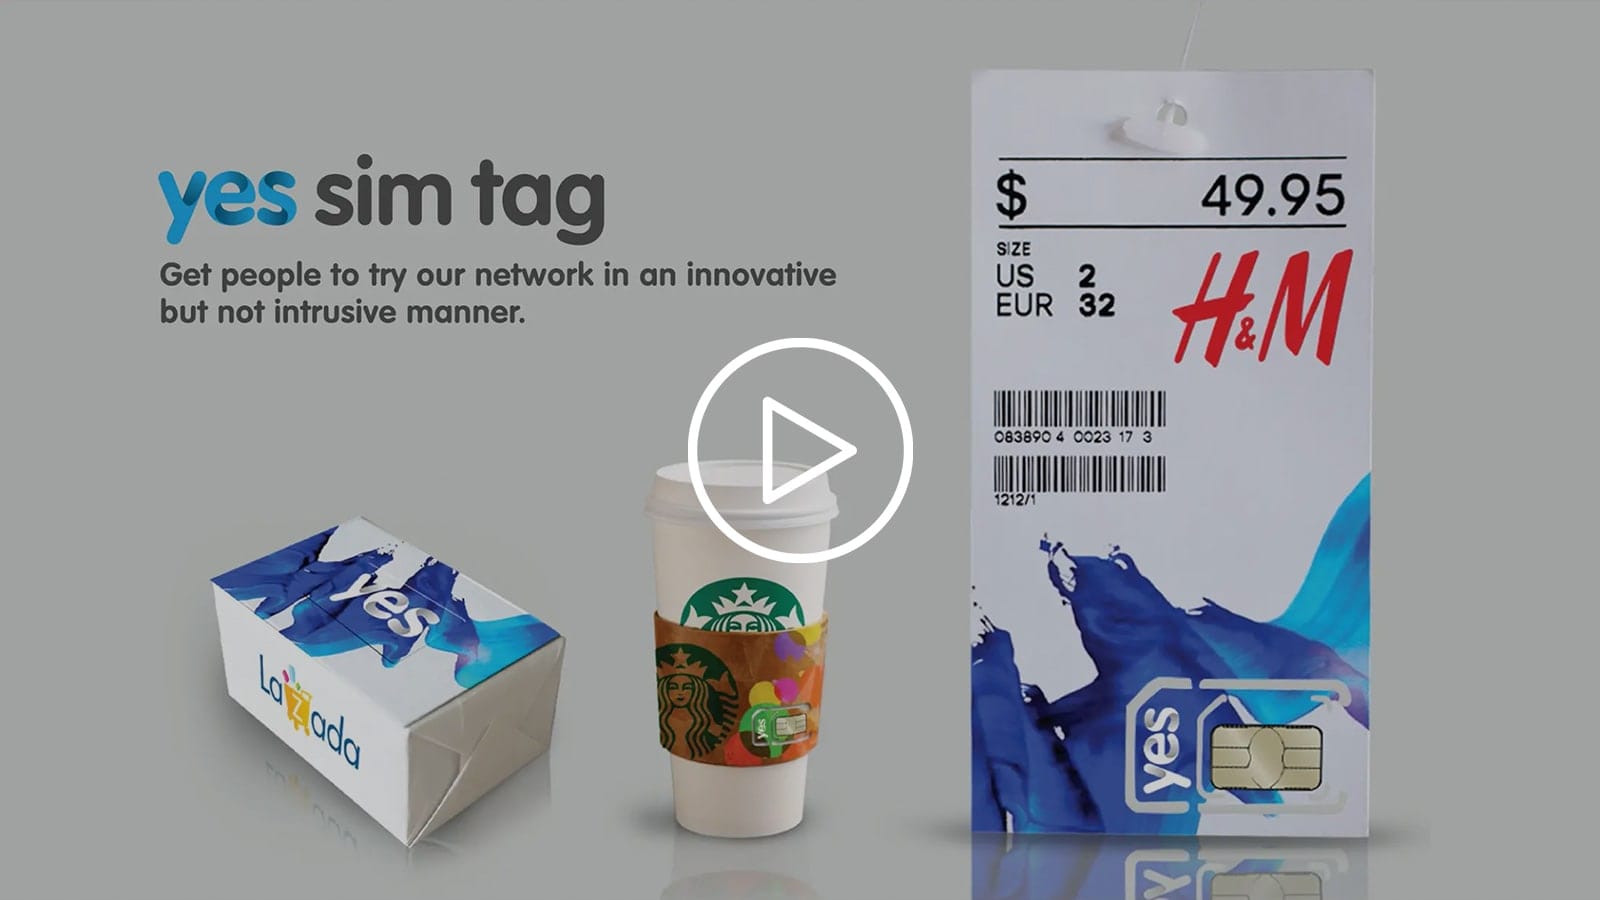 yes sim tag
Get people to try our network in an innovative
but not intrusive manner.
$ 49.95
SIZE
US 2
EUR 32
H&M
083890 4 0023 17 3
1212/1
yes
yes
Lazada
yes